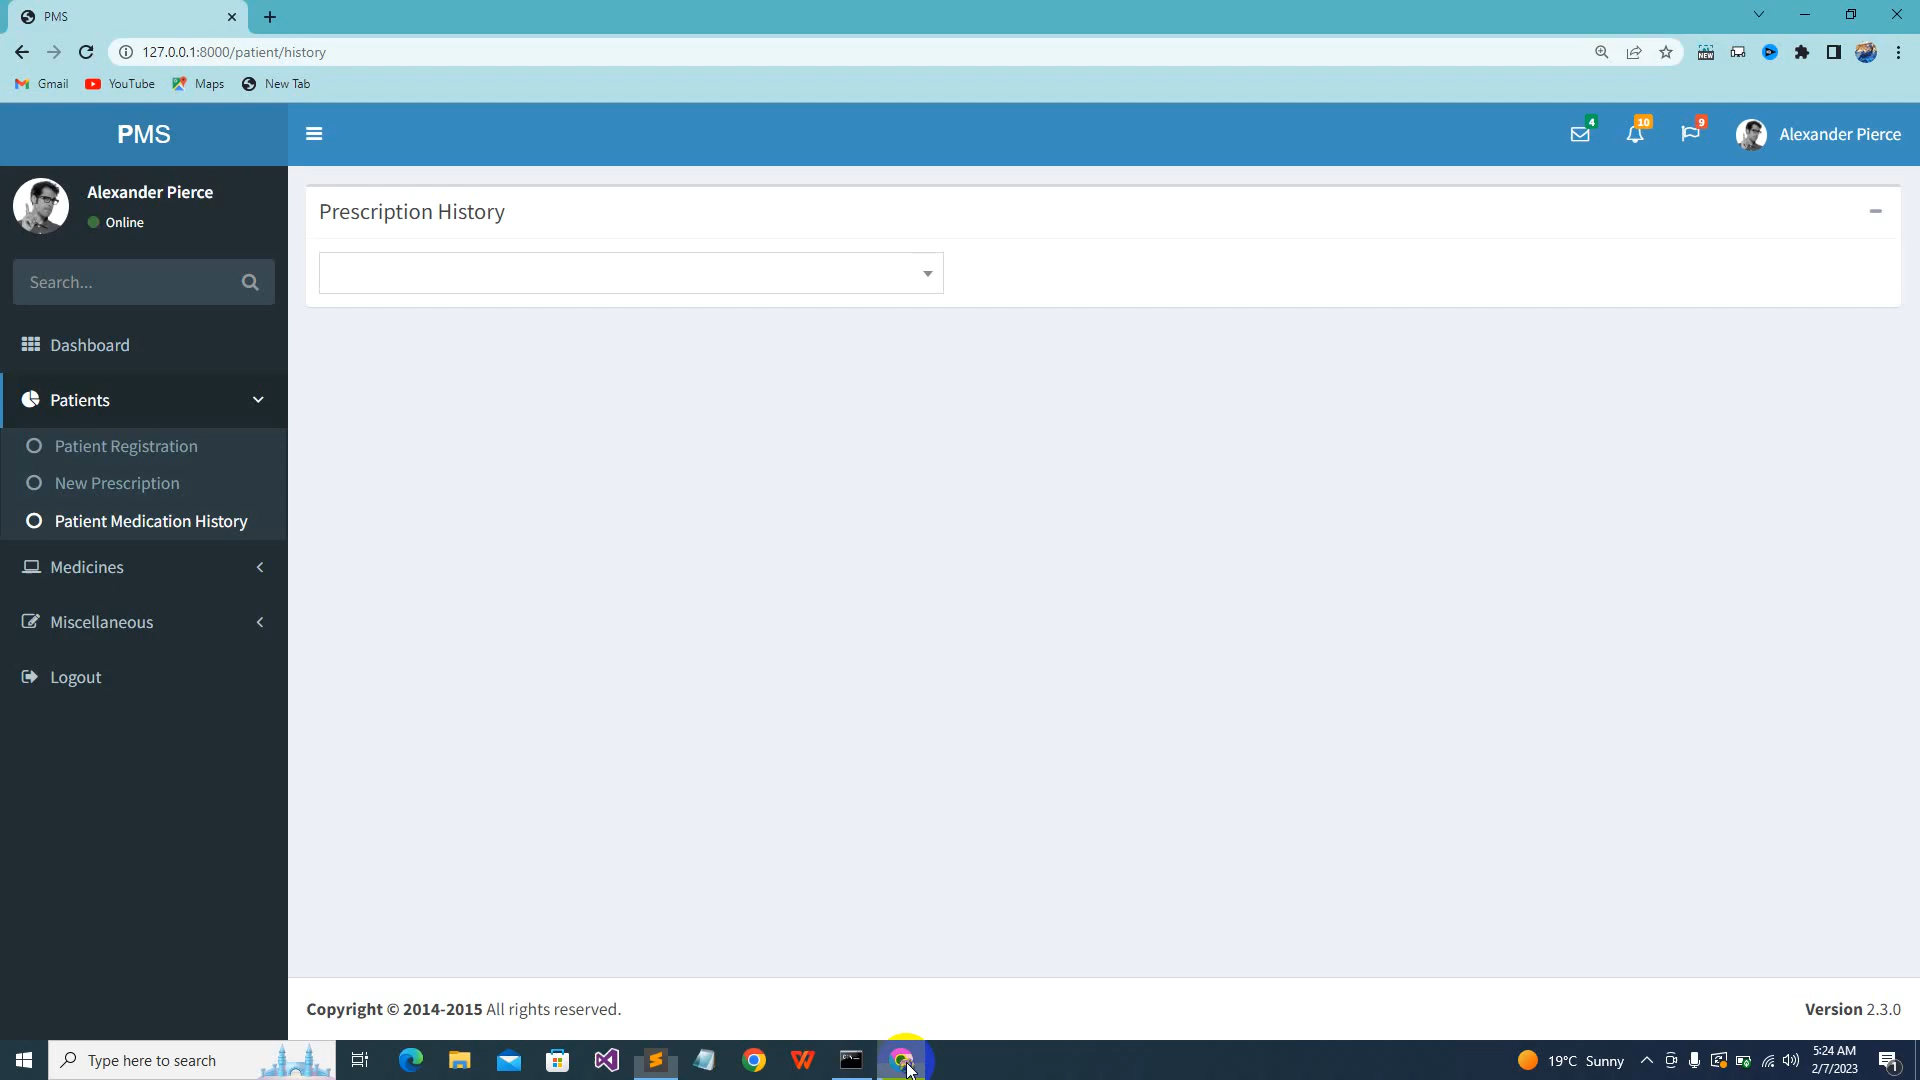 PMS
127.0.0.1:8000/patient/history
Gmail
YouTube
Maps
New Tab
PMS
4
10
9
Alexander Pierce
Alexander Pierce
Online
Search...
Dashboard
Patients
Patient Registration
New Prescription
Patient Medication History
Medicines
Miscellaneous
Logout
Prescription History
Copyright © 2014-2015 All rights reserved.
Version 2.3.0
Type here to search
19°C Sunny
5:24 AM
2/7/2023
1